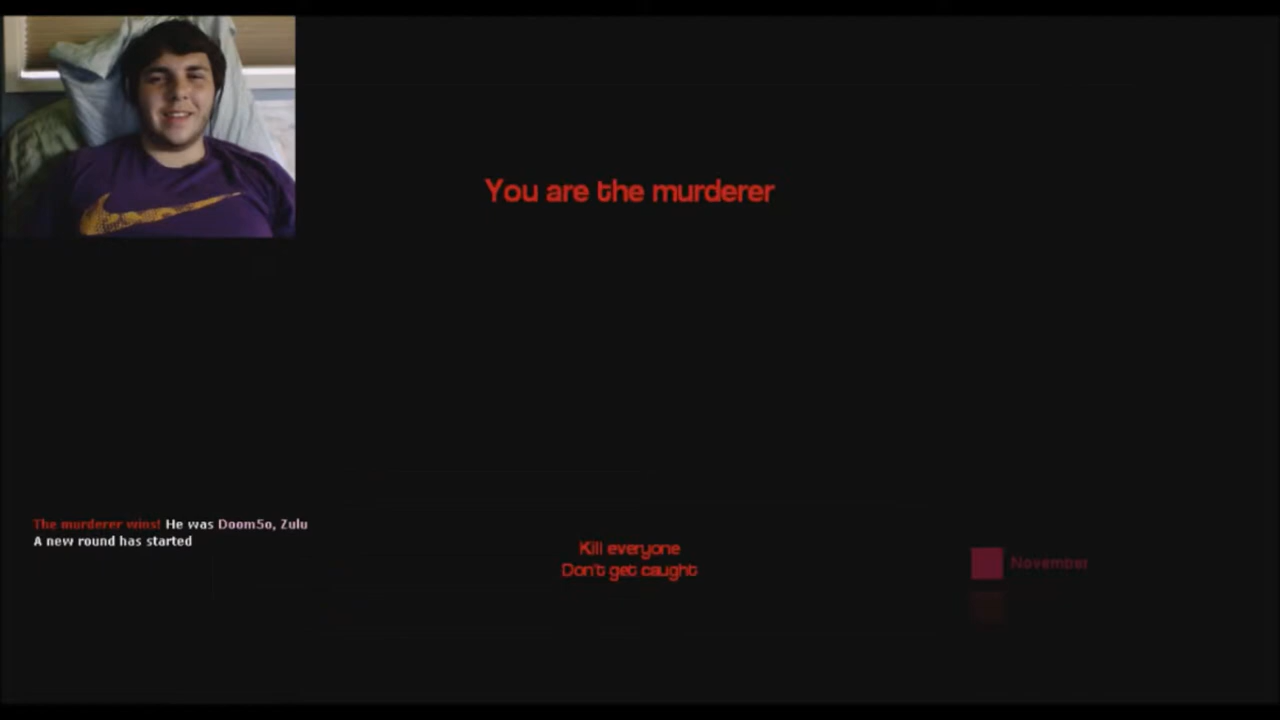 You are the murderer
The murderer wins! He was Doom5o, Zulu
A new round has started
Kill everyone
Don't get caught
November